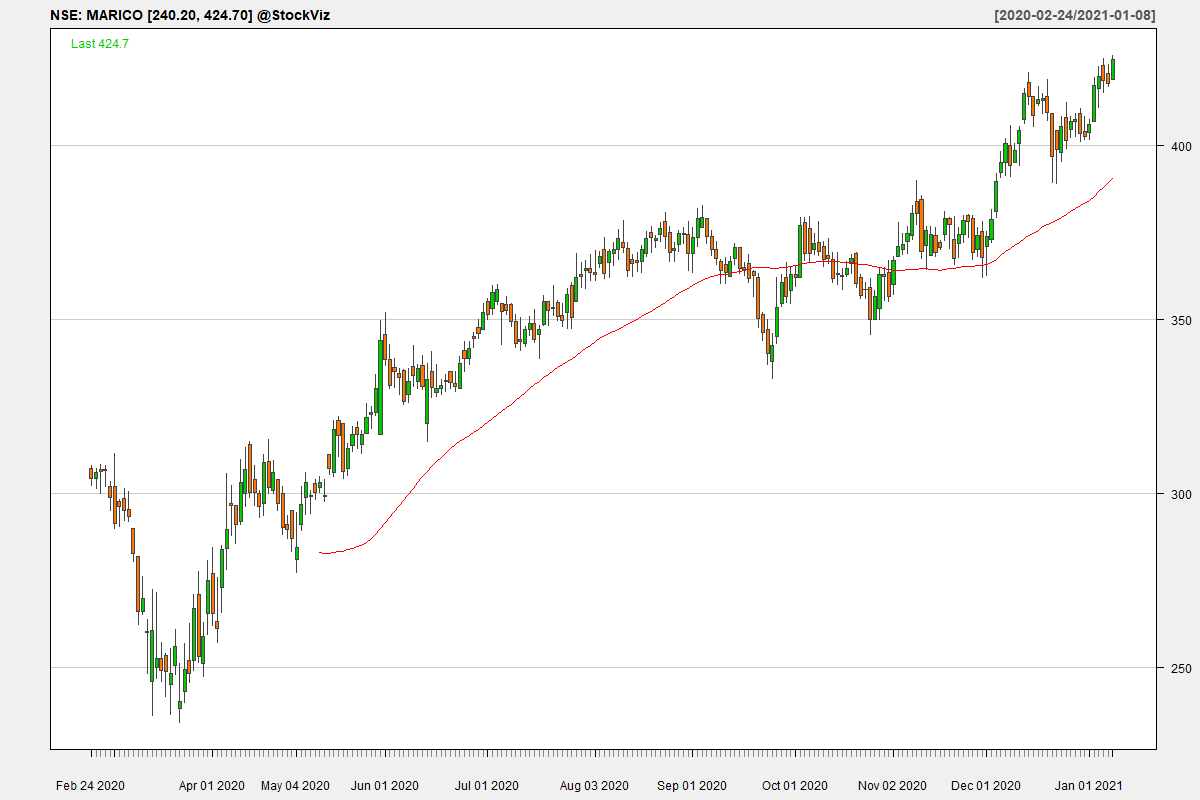 NSE: MARICO [240.20, 424.70] @StockViz [2020-02-24/2021-01-08]
Last 424.7
400
350
300
250
Feb 24 2020 Apr 01 2020 May 04 2020 Jun 01 2020 Jul 01 2020 Aug 03 2020 Sep 01 2020 Oct 01 2020 Nov 02 2020 Dec 01 2020 Jan 01 2021